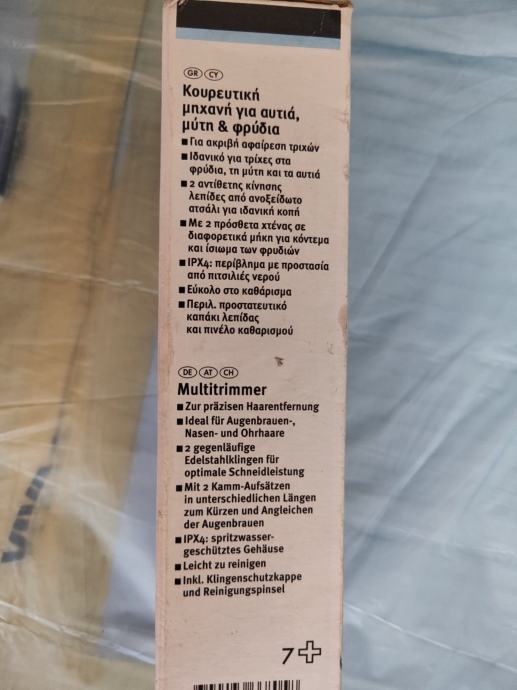 GR CY
Κουρευτική
μηχανή για αυτιά,
μύτη & φρύδια
■ Για ακριβή αφαίρεση τριχών
■ Ιδανικό για τρίχες στα
φρύδια, τη μύτη και τα αυτιά
■ 2 αντίθετης κίνησης
λεπίδες από ανοξείδωτο
ατσάλι για ιδανική κοπή
■ Με 2 πρόσθετα χτένας σε
διαφορετικά μήκη για κόντεμα
και ίσιωμα των φρυδιών
■ IPX4: περίβλημα με προστασία
από πιτσιλιές νερού
■ Εύκολο στο καθάρισμα
■ Περιλ. προστατευτικό
καπάκι λεπίδας
και πινέλο καθαρισμού
DE AT CH
Multitrimmer
■ Zur präzisen Haarentfernung
■ Ideal für Augenbrauen-,
Nasen- und Ohrhaare
■ 2 gegenläufige
Edelstahlklingen für
optimale Schneidleistung
■ Mit 2 Kamm-Aufsätzen
in unterschiedlichen Längen
zum Kürzen und Angleichen
der Augenbrauen
■ IPX4: spritzwasser-
geschütztes Gehäuse
■ Leicht zu reinigen
■ Inkl. Klingenschutzkappe
und Reinigungspinsel
7+